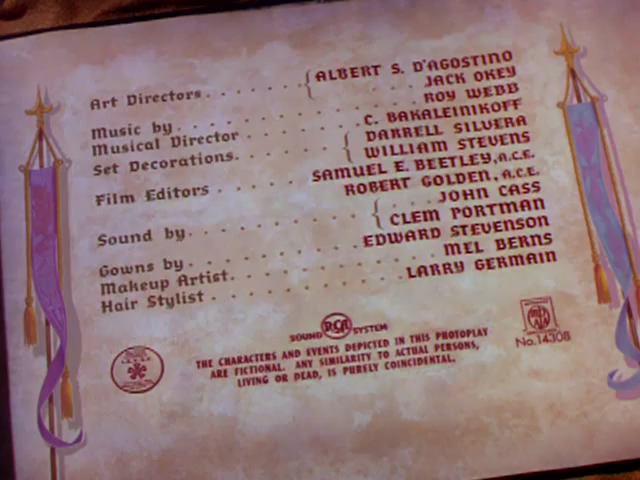 Art Directors . . . . . . . { ALBERT S. D'AGOSTINO
JACK OKEY
Music by . . . . . . . . . . . ROY WEBB
Musical Director . . . . . . . C. BAKALEINIKOFF
Set Decorations . . . . . . . { DARRELL SILVERA
WILLIAM STEVENS
Film Editors . . . . . SAMUEL E. BEETLEY, A.C.E.
ROBERT GOLDEN, A.C.E.
Sound by . . . . . . . . . . { JOHN CASS
CLEM PORTMAN
Gowns by . . . . . . . . . EDWARD STEVENSON
Makeup Artist . . . . . . . . . . MEL BERNS
Hair Stylist . . . . . . . . . . LARRY GERMAIN
SOUND RCA SYSTEM
No. 14308
THE CHARACTERS AND EVENTS DEPICTED IN THIS PHOTOPLAY
ARE FICTIONAL. ANY SIMILARITY TO ACTUAL PERSONS,
LIVING OR DEAD, IS PURELY COINCIDENTAL.